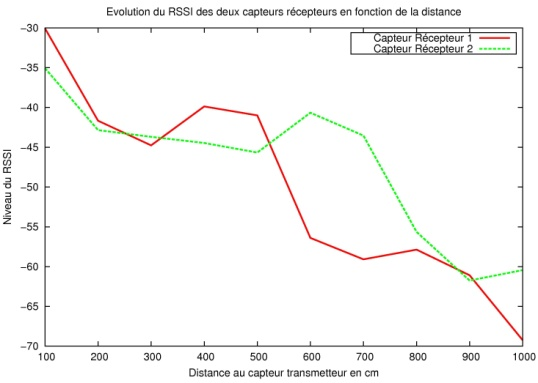 Evolution du RSSI des deux capteurs récepteurs en fonction de la distance
Capteur Récepteur 1
Capteur Récepteur 2
Niveau du RSSI
−30
−35
−40
−45
−50
−55
−60
−65
−70
100 200 300 400 500 600 700 800 900 1000
Distance au capteur transmetteur en cm